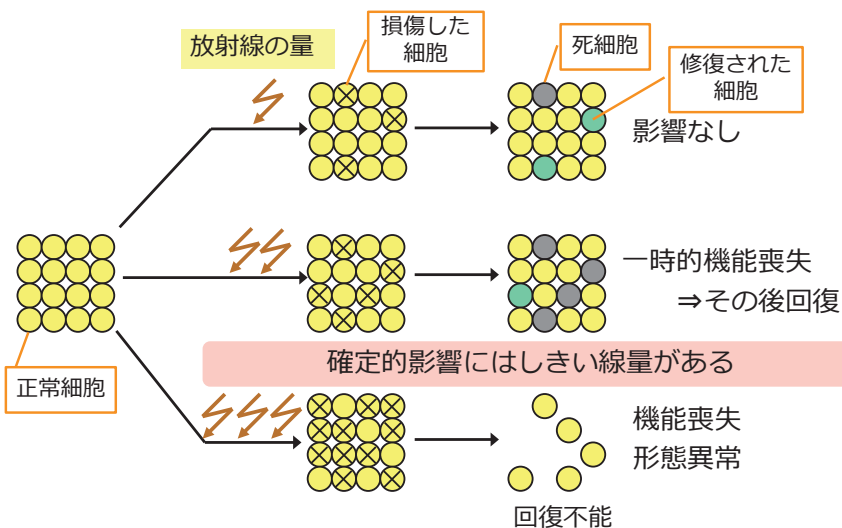 放射線の量
損傷した
細胞
死細胞
修復された
細胞
影響なし
一時的機能喪失
⇒その後回復
正常細胞
確定的影響にはしきい線量がある
機能喪失
形態異常
回復不能